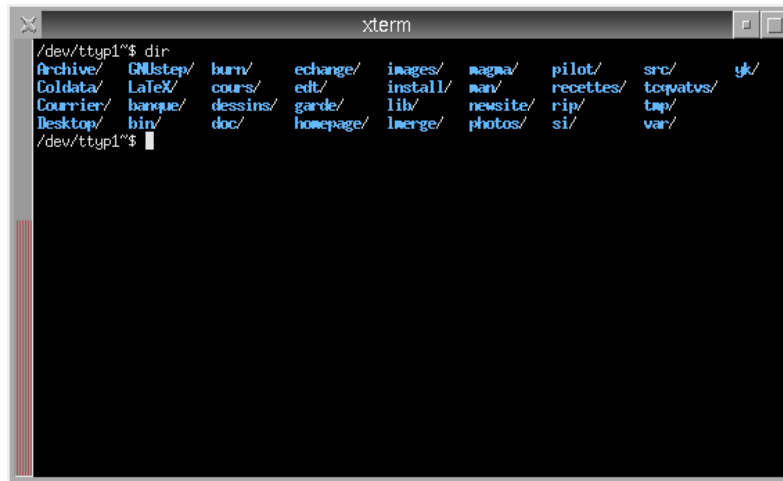 xterm
/dev/ttyp1~$ dir
Archive/ GNUstep/ burn/ echange/ images/ magma/ pilot/ src/ yk/
Coldata/ LaTeX/ cours/ edt/ install/ man/ recettes/ tcqvatvs/
Courrier/ banque/ dessins/ garde/ lib/ newsite/ rip/ tmp/
Desktop/ bin/ doc/ homepage/ lmerge/ photos/ si/ var/
/dev/ttyp1~$